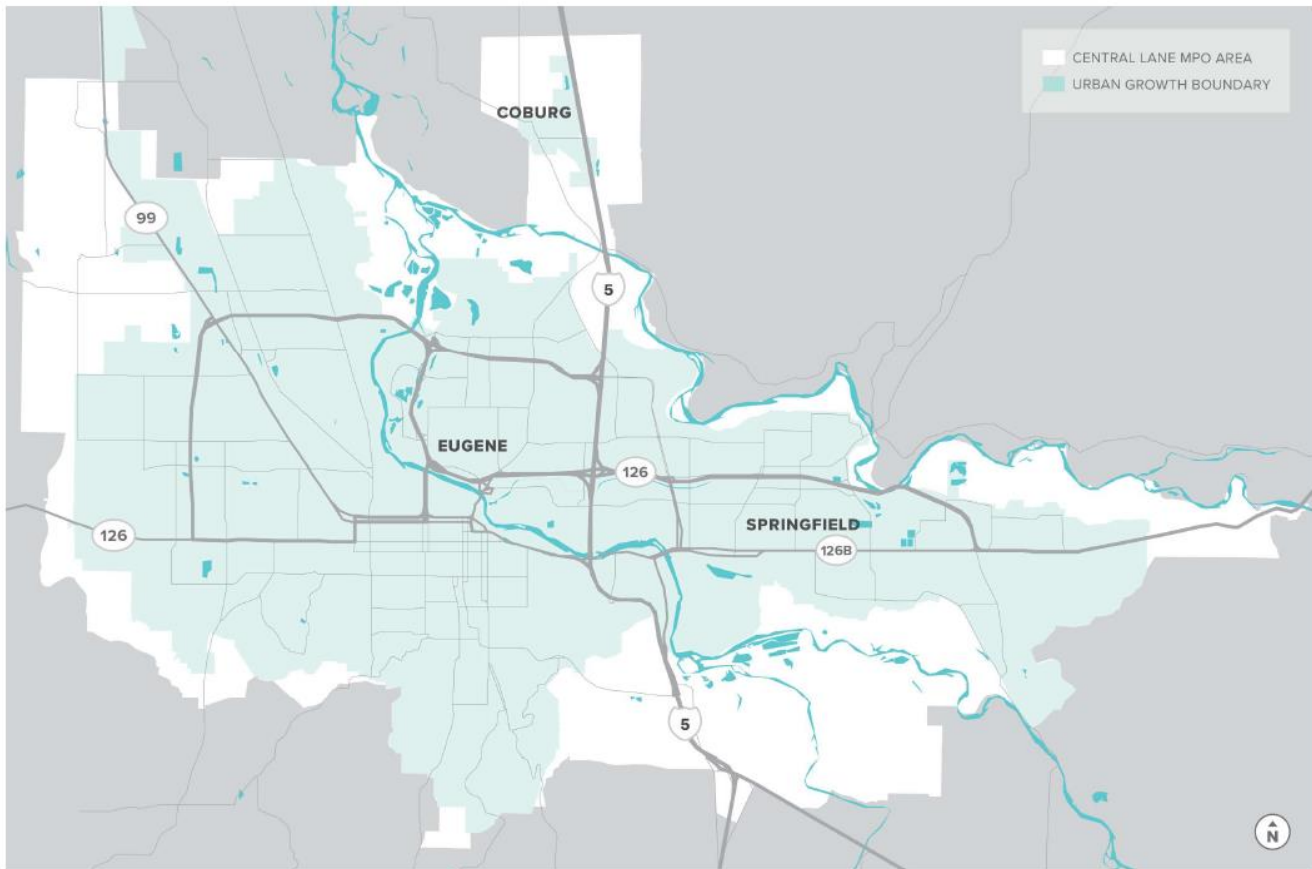 CENTRAL LANE MPO AREA
URBAN GROWTH BOUNDARY
COBURG
99
5
EUGENE
126
SPRINGFIELD
126
126B
5
N